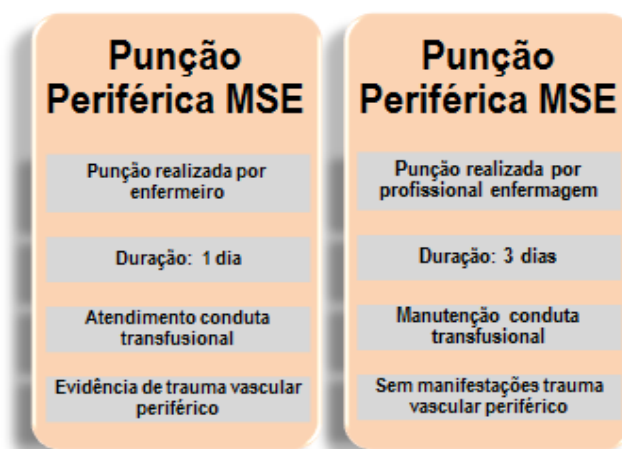 Punção
Periférica MSE
Punção realizada por
enfermeiro
Duração: 1 dia
Atendimento conduta
transfusional
Evidência de trauma vascular
periférico
Punção
Periférica MSE
Punção realizada por
profissional enfermagem
Duração: 3 dias
Manutenção conduta
transfusional
Sem manifestações trauma
vascular periférico